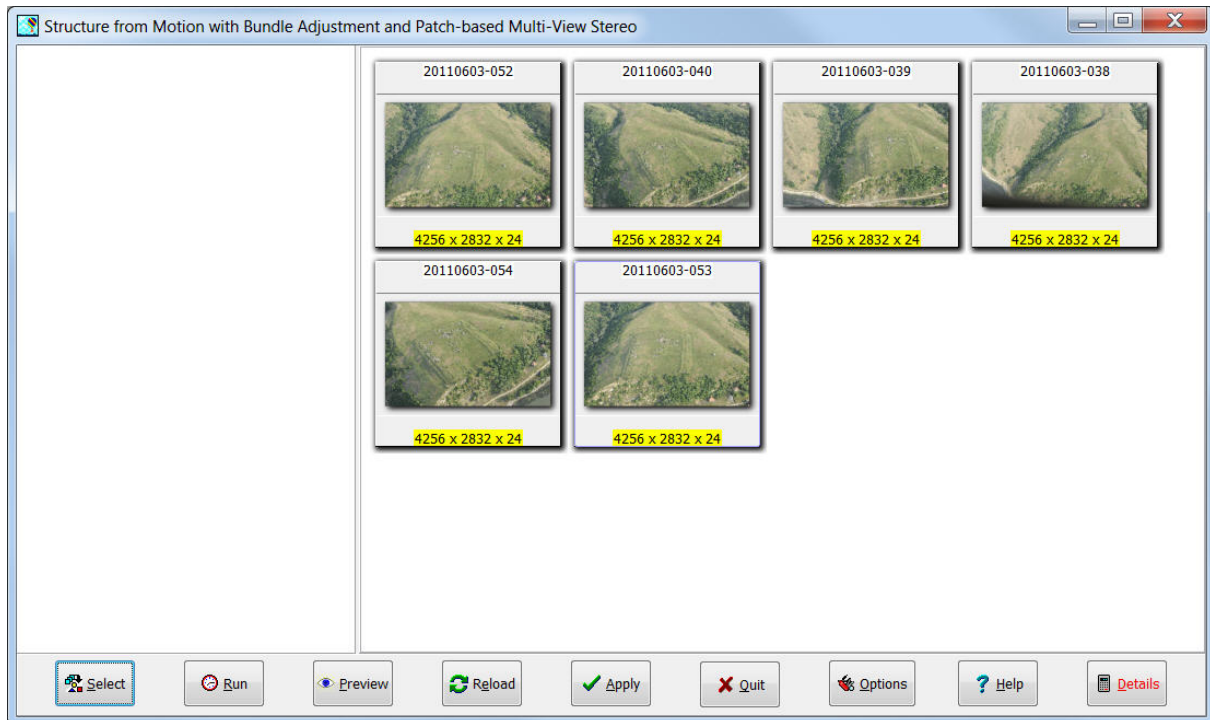 Structure from Motion with Bundle Adjustment and Patch-based Multi-View Stereo
20110603-052
20110603-040
20110603-039
20110603-038
4256 x 2832 x 24
4256 x 2832 x 24
4256 x 2832 x 24
4256 x 2832 x 24
20110603-054
20110603-053
4256 x 2832 x 24
4256 x 2832 x 24
Select
Run
Preview
Reload
Apply
Quit
Options
Help
Details